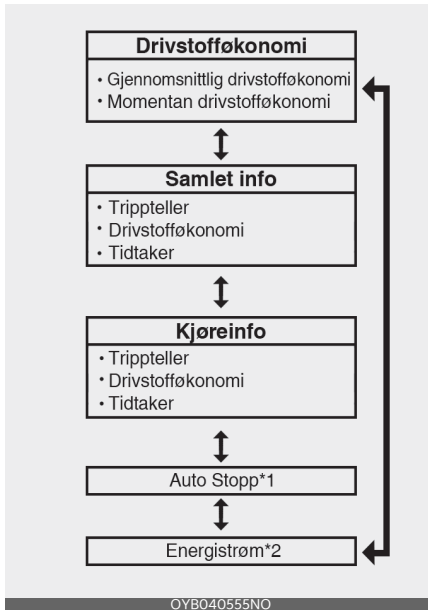 Drivstofføkonomi
• Gjennomsnittlig drivstofføkonomi
• Momentan drivstofføkonomi
Samlet info
• Trippteller
• Drivstofføkonomi
• Tidtaker
Kjøreinfo
• Trippteller
• Drivstofføkonomi
• Tidtaker
Auto Stopp*1
Energistrøm*2
OYB040555NO